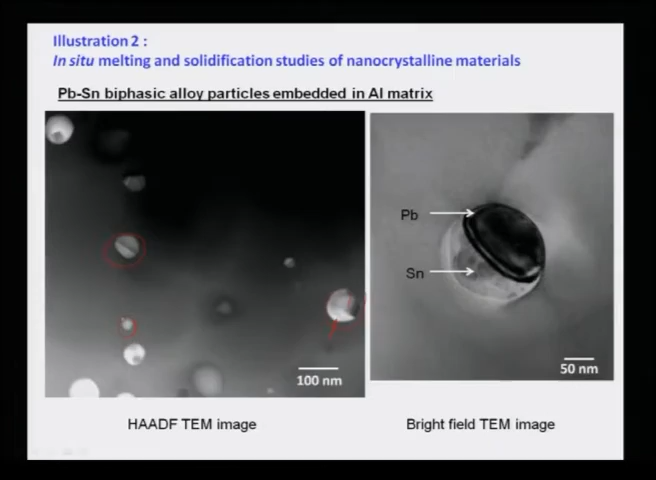 Illustration 2 :
In situ melting and solidification studies of nanocrystalline materials
Pb-Sn biphasic alloy particles embedded in Al matrix
Pb
Sn
100 nm
50 nm
HAADF TEM image
Bright field TEM image